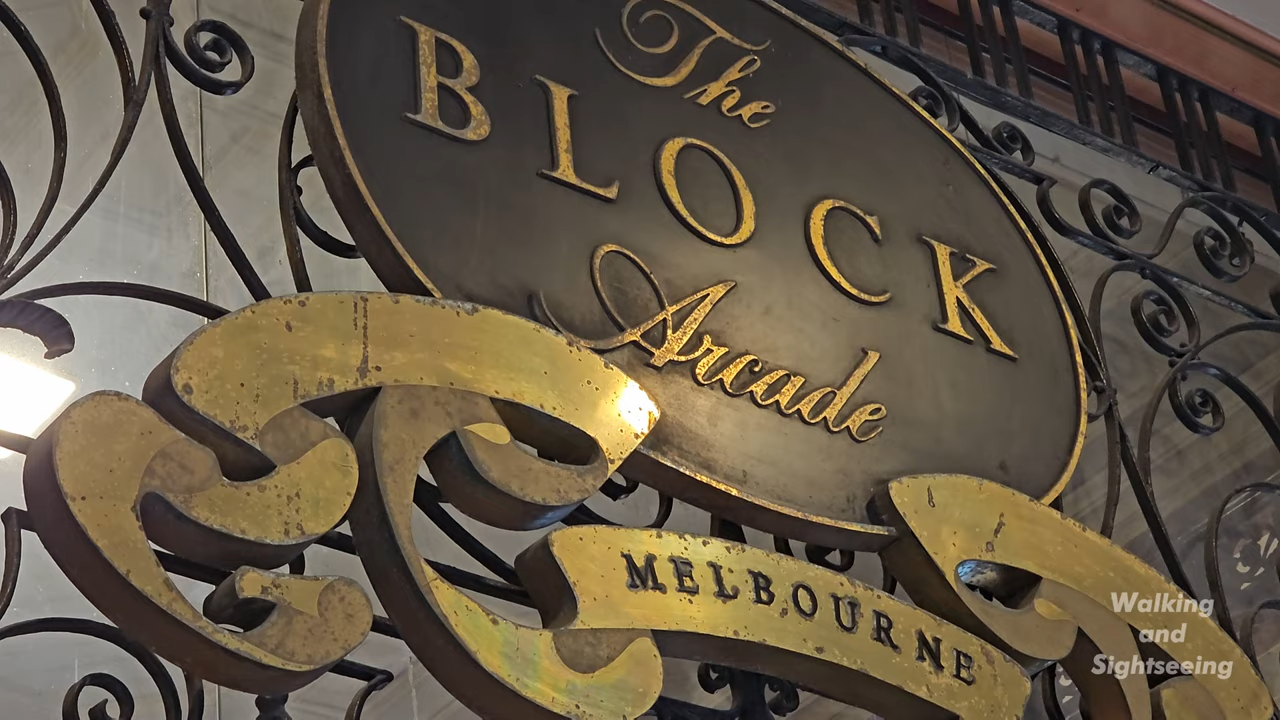 The
BLOCK
Arcade
MELBOURNE
Walking
and
Sightseeing